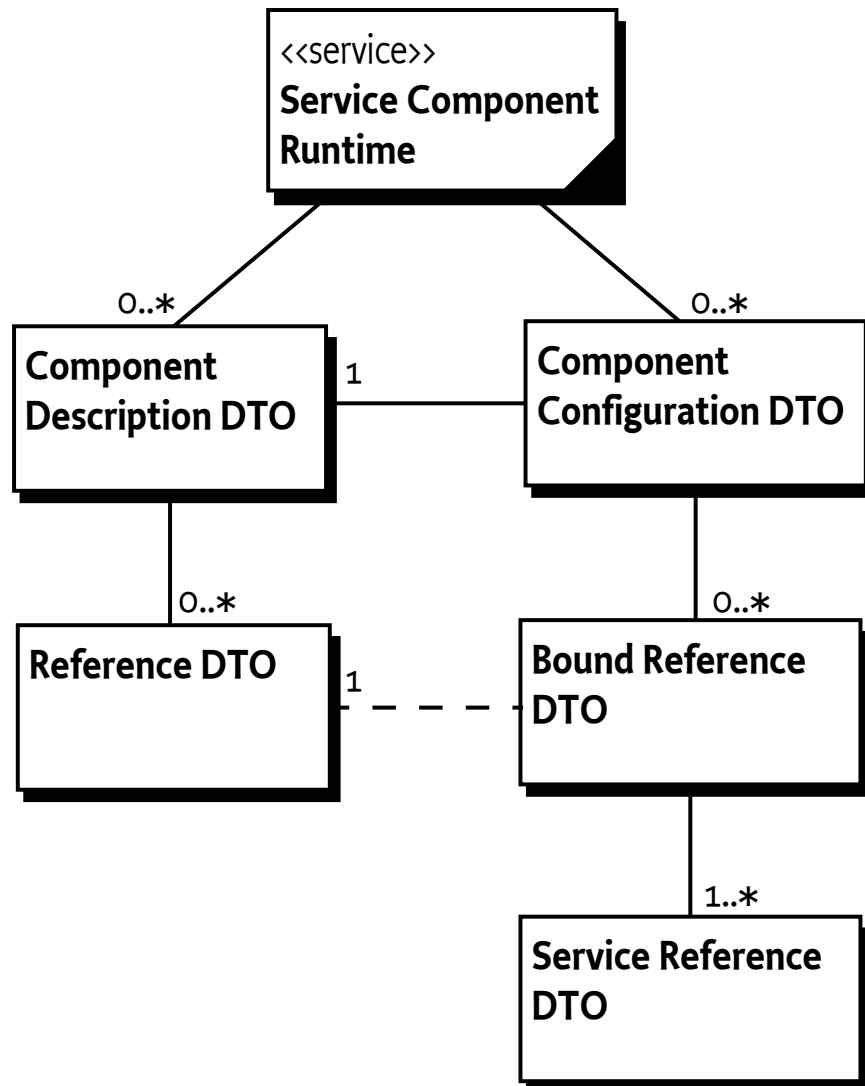 <<service>>
Service Component
Runtime
0..*
0..*
Component
Description DTO
1
Component
Configuration DTO
0..*
0..*
Reference DTO
1
Bound Reference
DTO
1..*
Service Reference
DTO